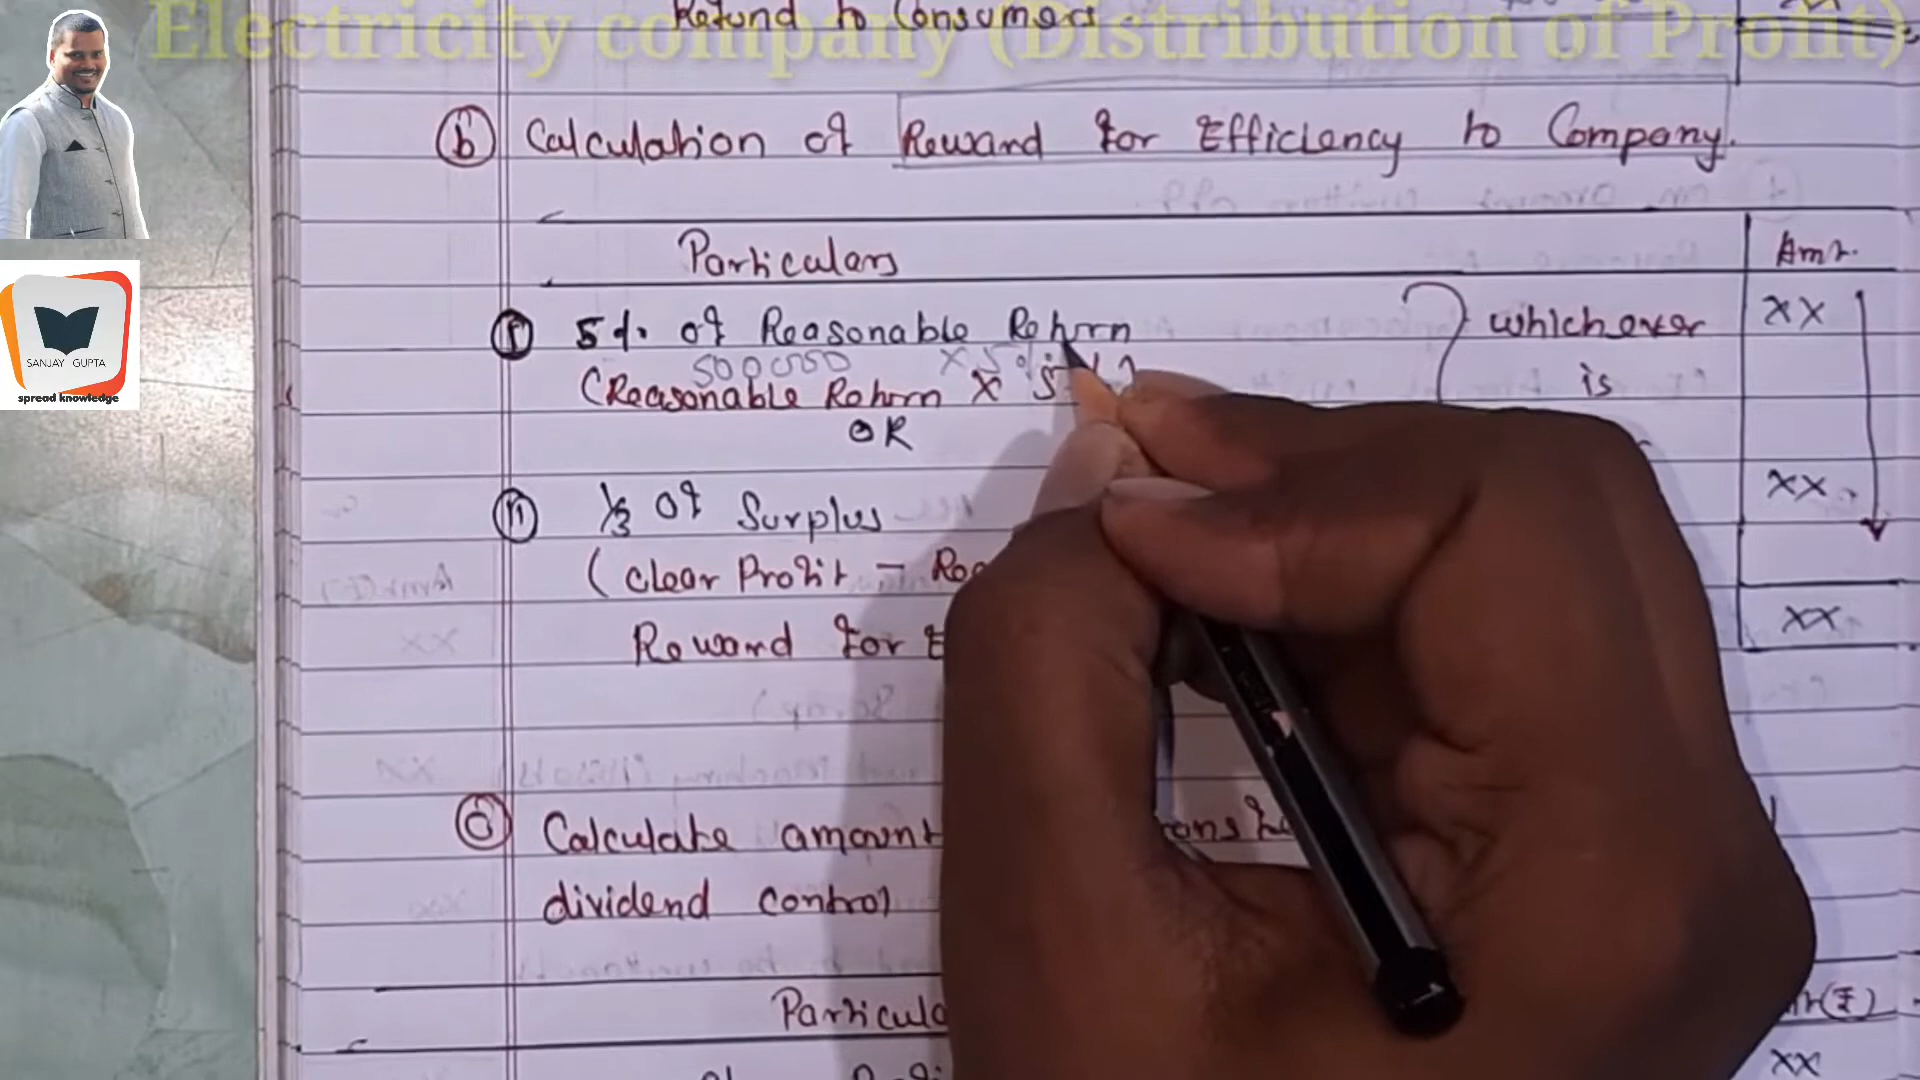 Refund to Consumers
Electricity company (Distribution of Profit)
(b) Calculation of Reward for Efficiency to Company.
Particulars Amt.
(i) 5% of Reasonable Return whichever XX
500000 X 5%
(Reasonable Return X 5%) is
OR
(ii) 1/3 of Surplus XX
(Clear Profit –
Reward for XX
(c) Calculate amount
dividend control
Particula
XX
SANJAY GUPTA
spread knowledge